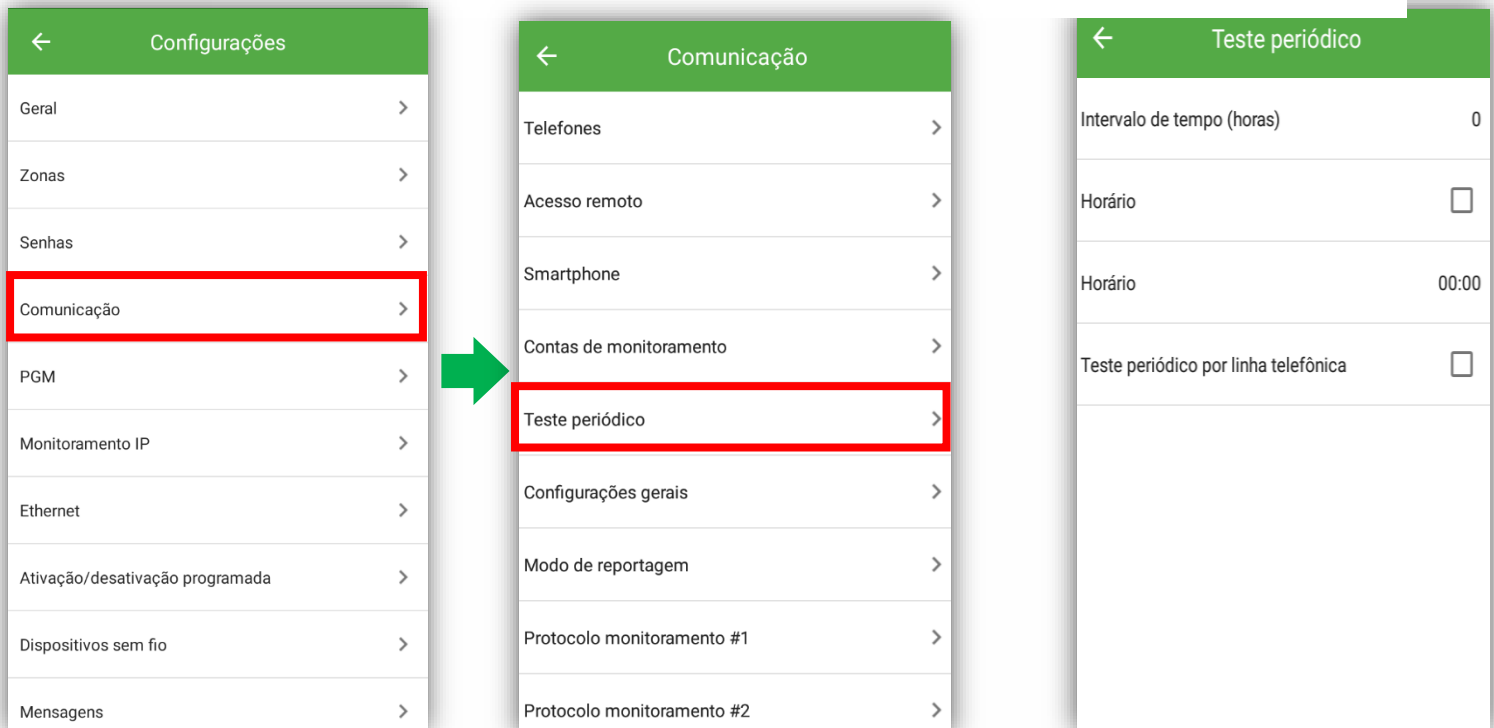 Configurações
Geral
Zonas
Senhas
Comunicação
PGM
Monitoramento IP
Ethernet
Ativação/desativação programada
Dispositivos sem fio
Mensagens
Comunicação
Telefones
Acesso remoto
Smartphone
Contas de monitoramento
Teste periódico
Configurações gerais
Modo de reportagem
Protocolo monitoramento #1
Protocolo monitoramento #2
Teste periódico
Intervalo de tempo (horas) 0
Horário
Horário 00:00
Teste periódico por linha telefônica